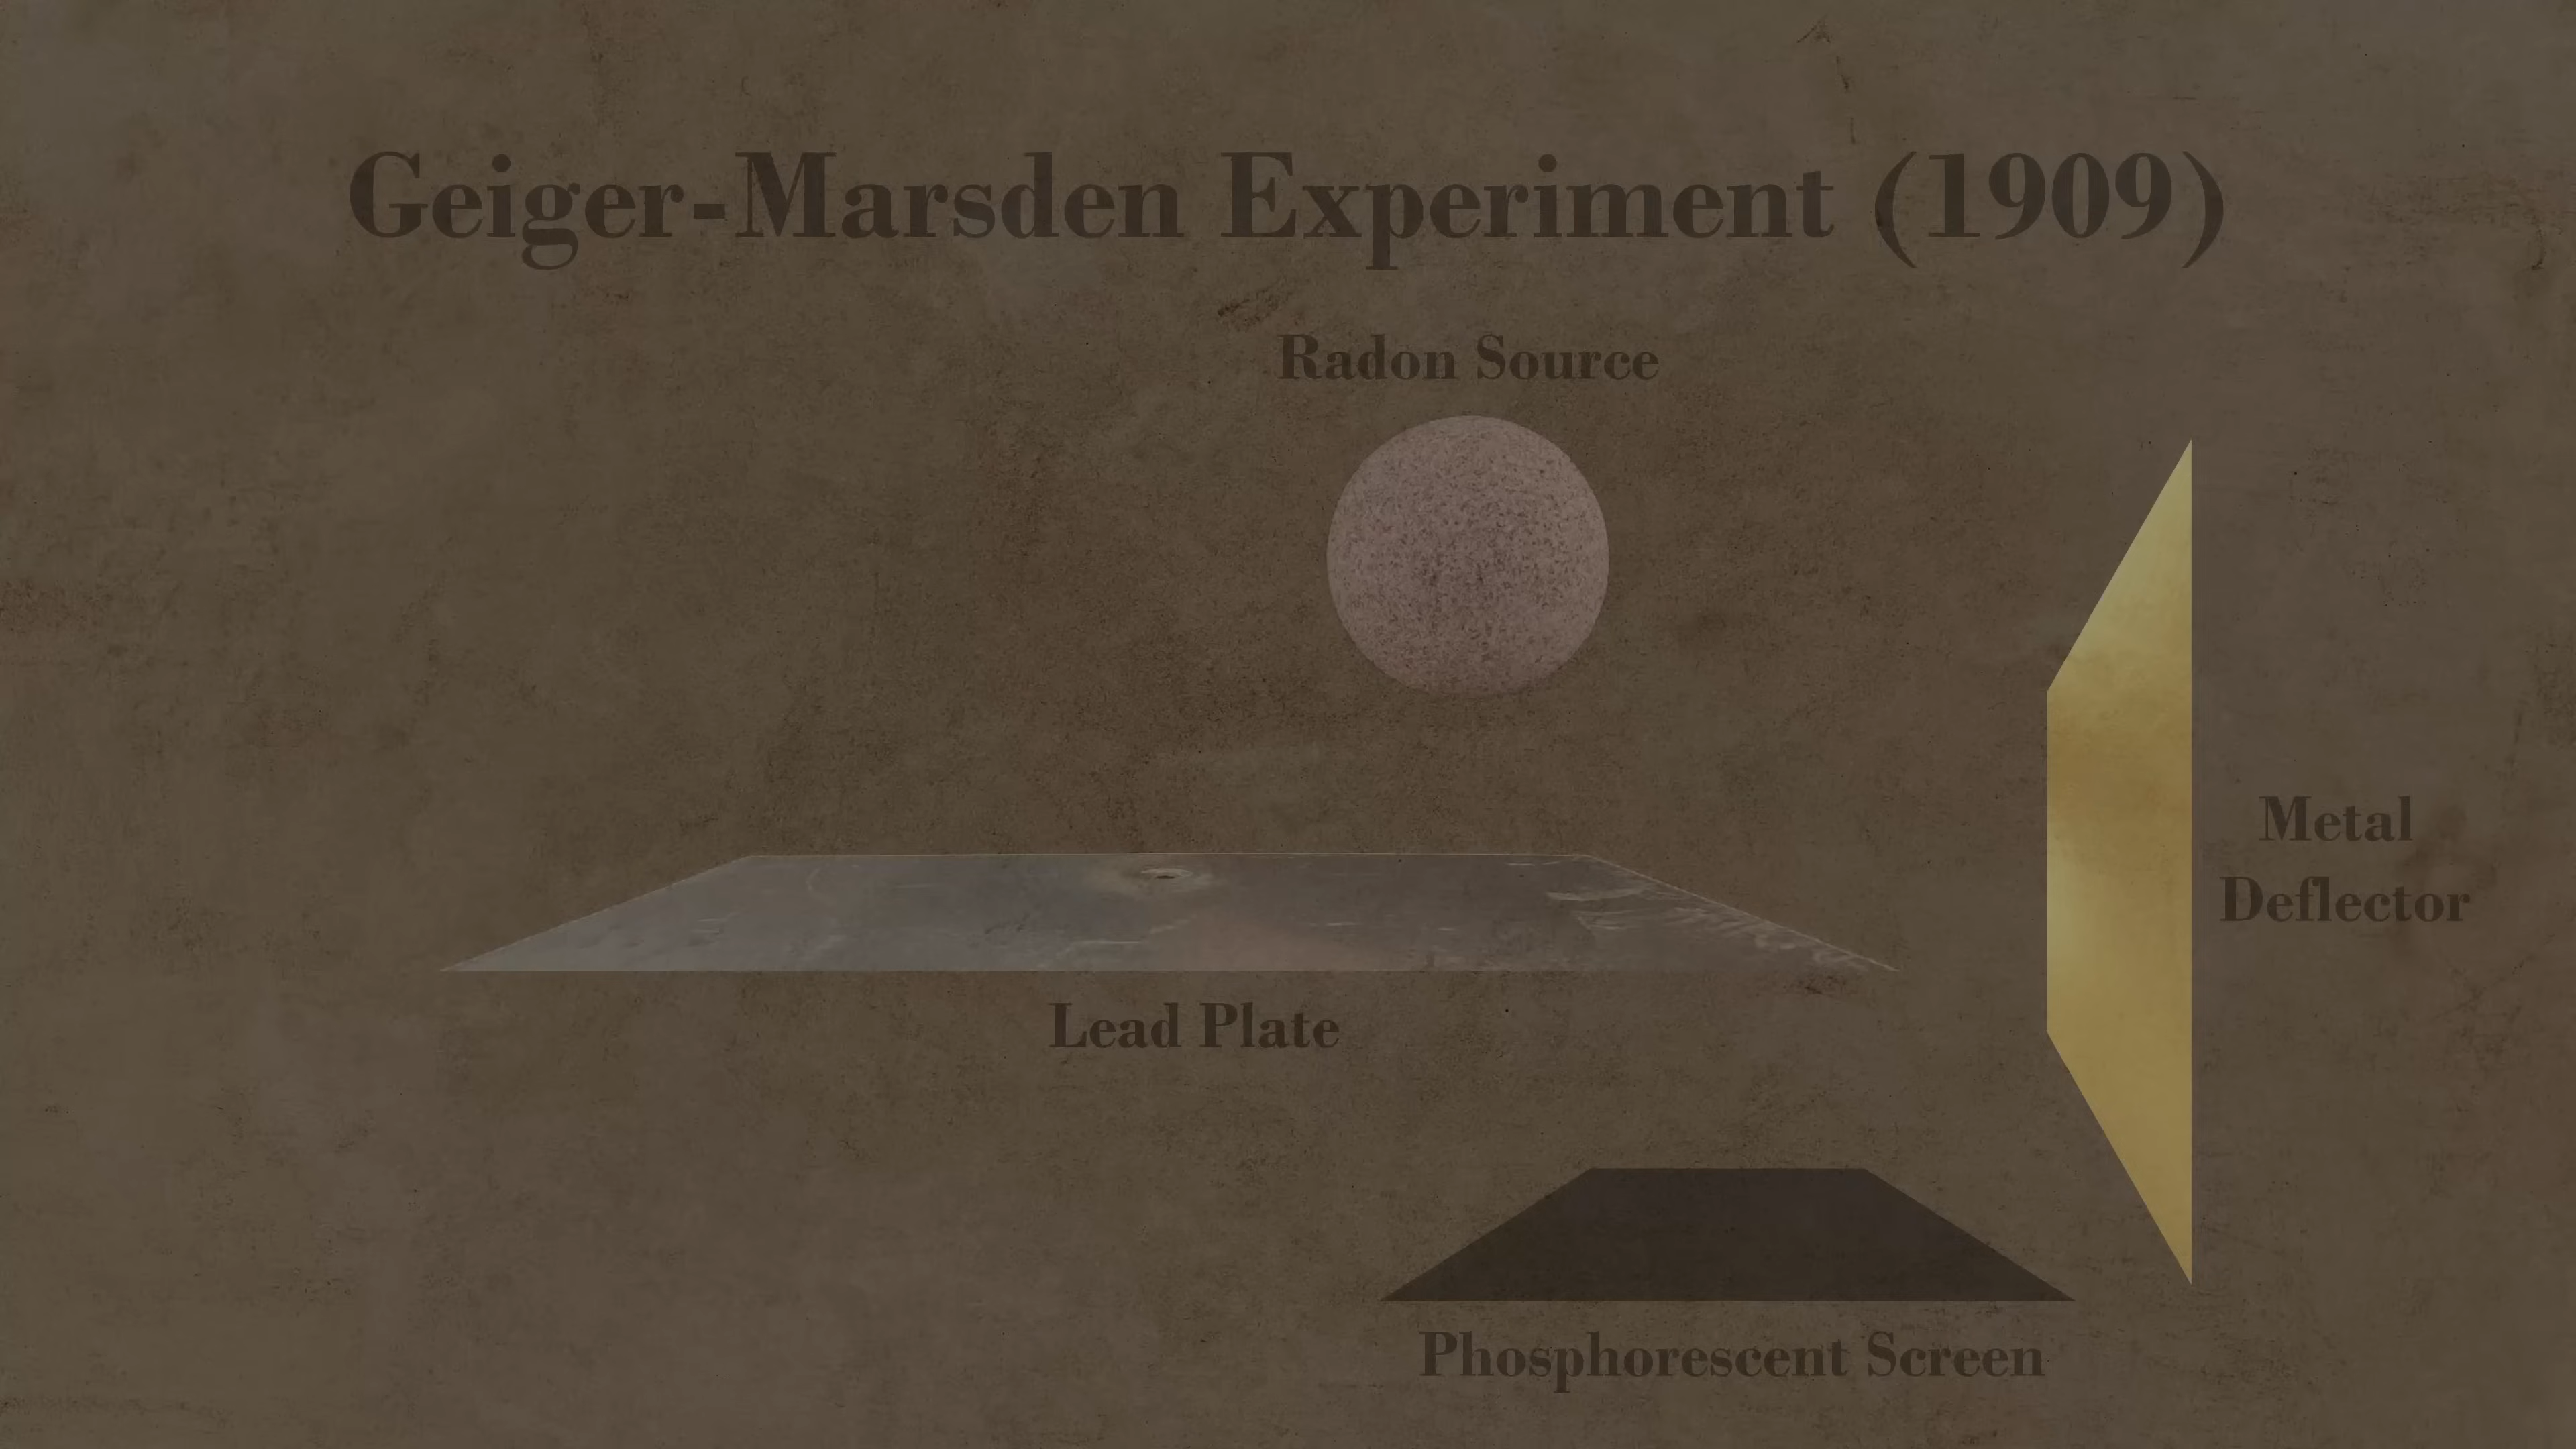 Geiger-Marsden Experiment (1909)
Radon Source
Metal
Deflector
Lead Plate
Phosphorescent Screen